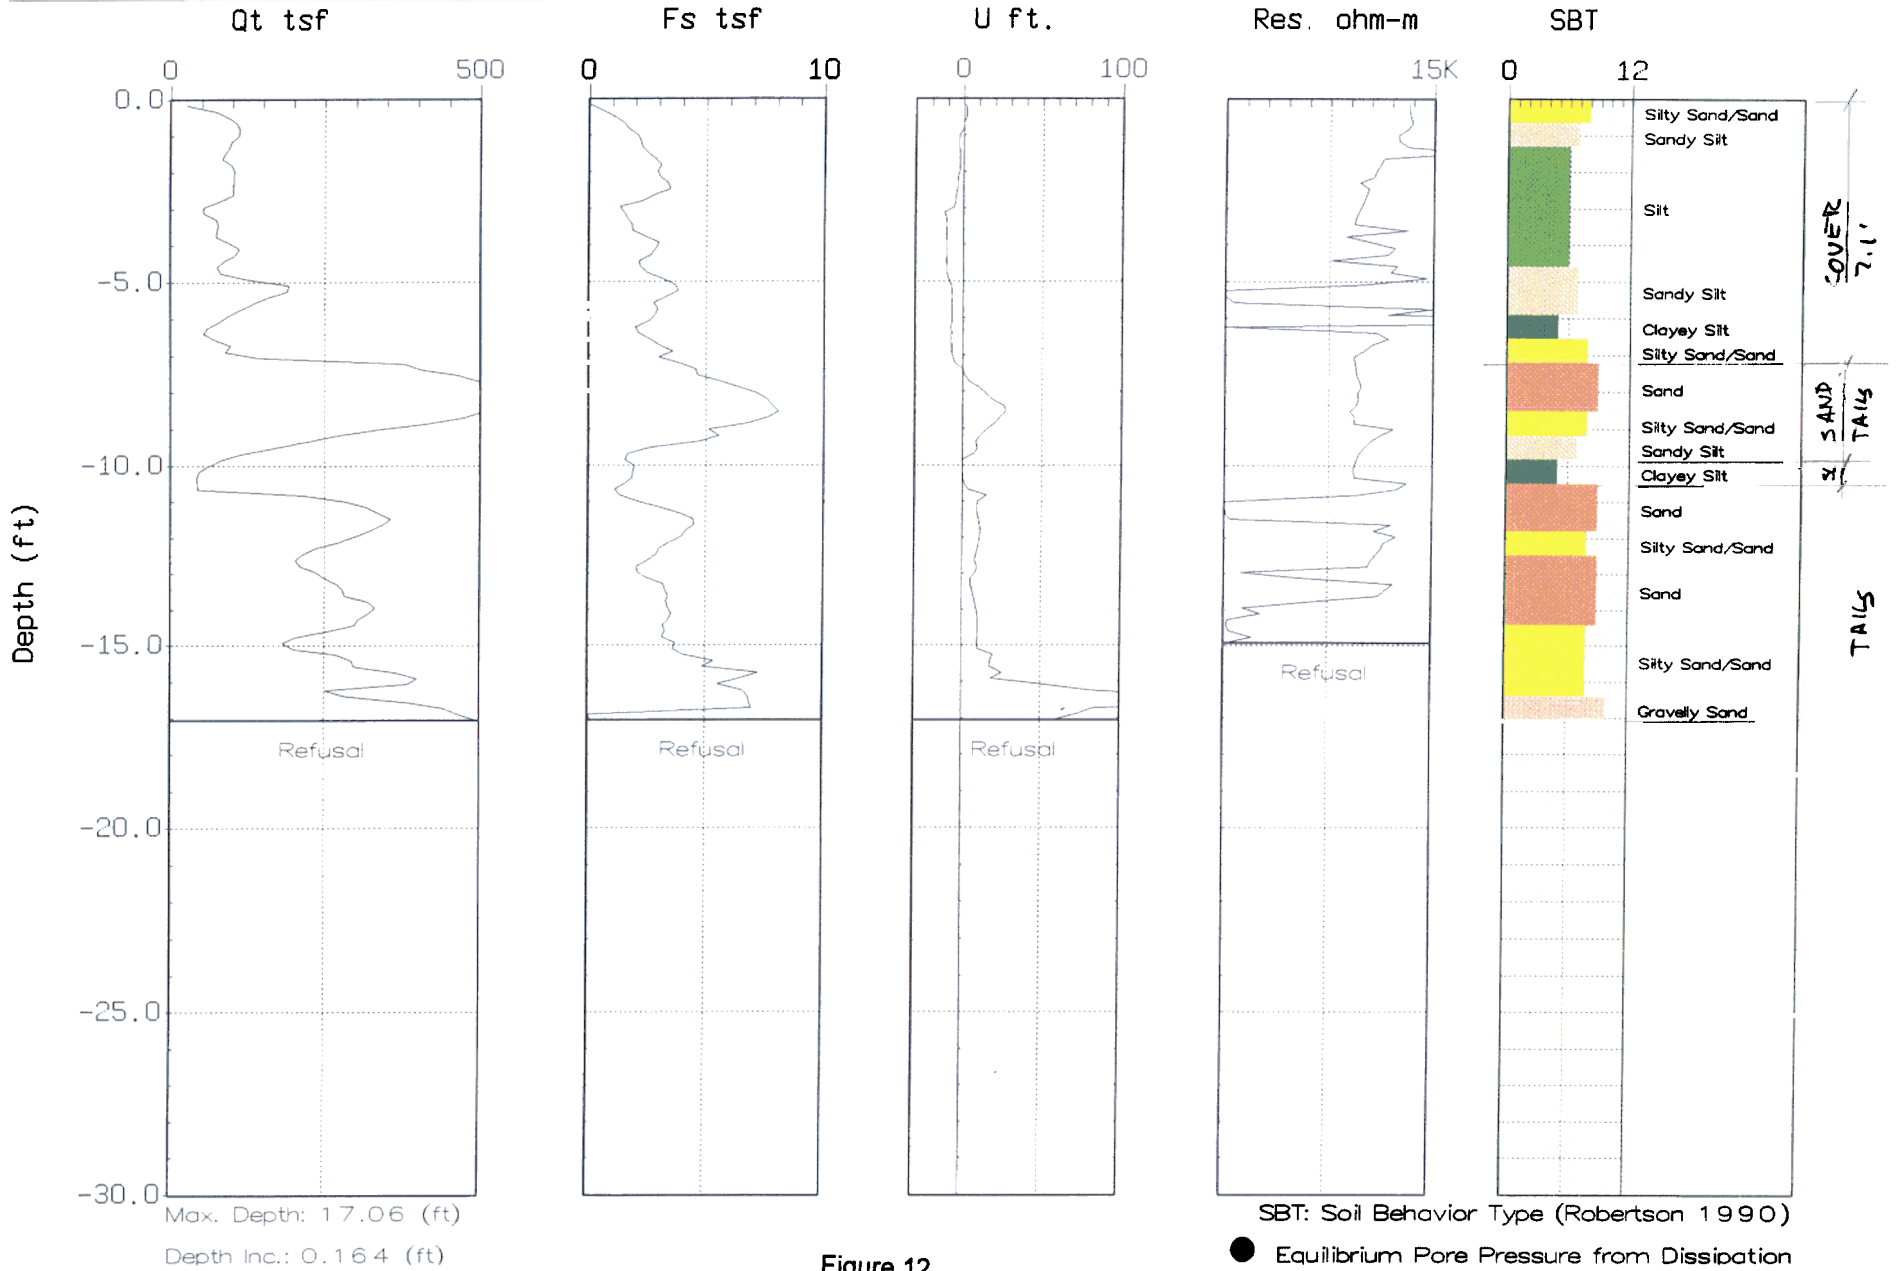 Qt tsf
Fs tsf
U ft.
Res. ohm-m
SBT
0 500
0 10
0 100
15K
0 12
0.0
-5.0
-10.0
-15.0
-20.0
-25.0
-30.0
Depth (ft)
Silty Sand/Sand
Sandy Silt
Silt
Sandy Silt
Clayey Silt
Silty Sand/Sand
Sand
Silty Sand/Sand
Sandy Silt
Clayey Silt
Sand
Silty Sand/Sand
Sand
Silty Sand/Sand
Gravelly Sand
COVER
7.1'
SAND
TAILS
TAILS
Refusal
Refusal
Refusal
Refusal
Max. Depth: 17.06 (ft)
Depth Inc.: 0.164 (ft)
Figure 12
SBT: Soil Behavior Type (Robertson 1990)
Equilibrium Pore Pressure from Dissipation